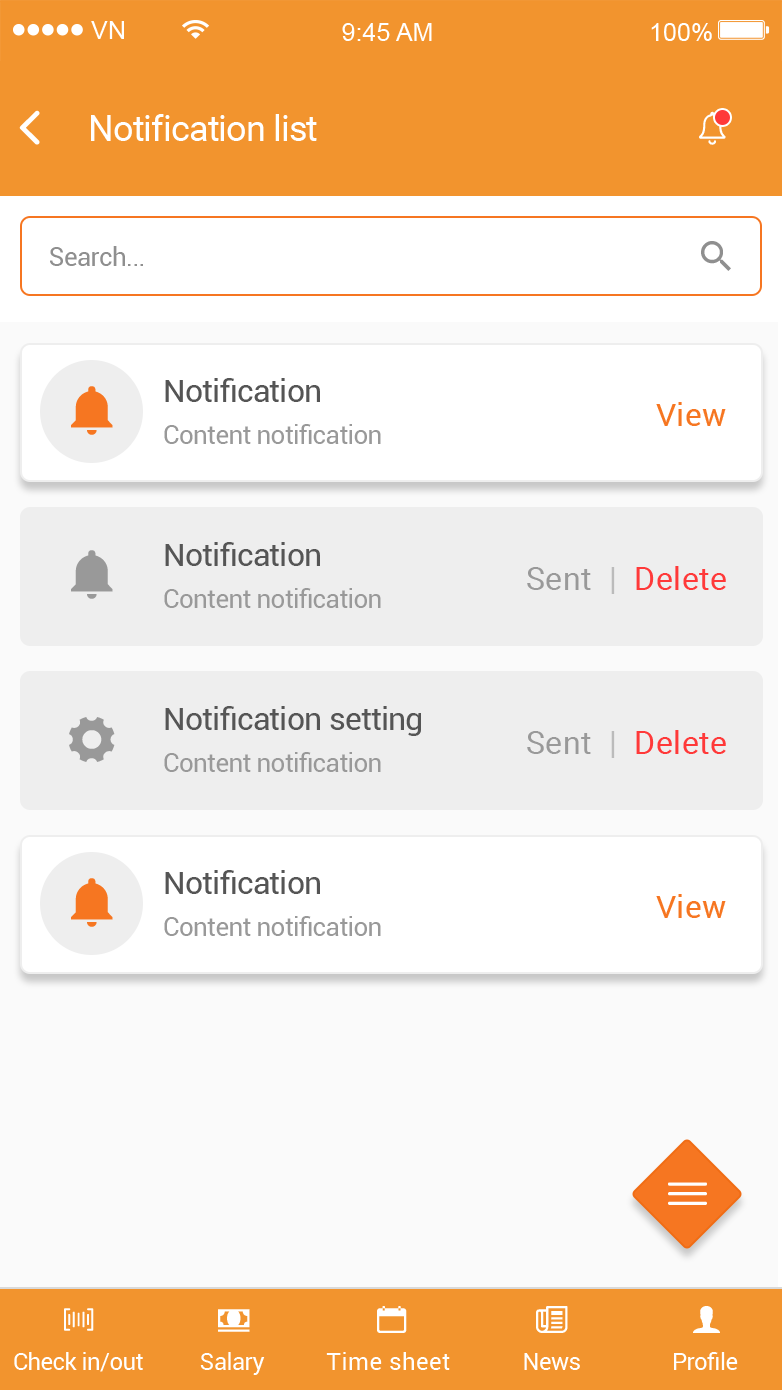 VN 9:45 AM 100%
Notification list
Search...
Notification
Content notification
View
Notification
Content notification
Sent | Delete
Notification setting
Content notification
Sent | Delete
Notification
Content notification
View
Check in/out Salary Time sheet News Profile